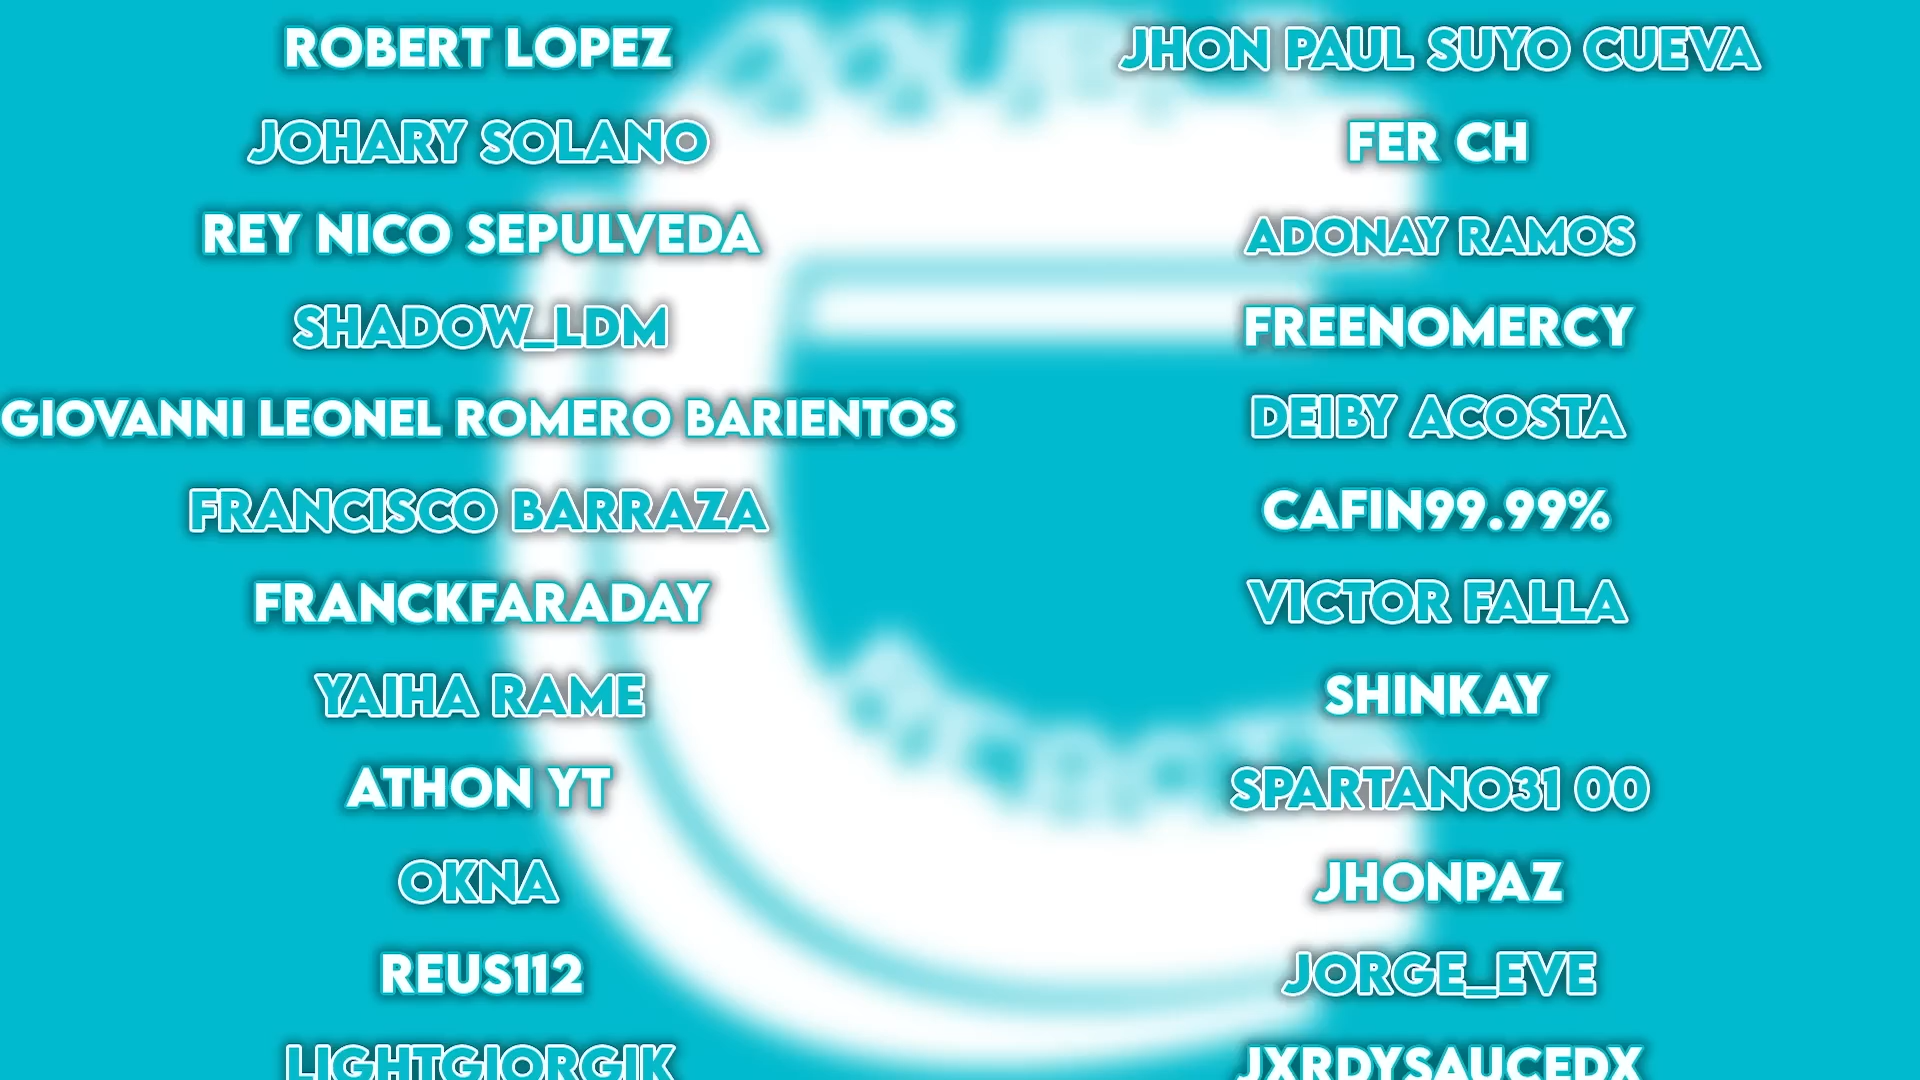 ROBERT LOPEZ
JOHARY SOLANO
REY NICO SEPULVEDA
SHADOW_LDM
GIOVANNI LEONEL ROMERO BARIENTOS
FRANCISCO BARRAZA
FRANCKFARADAY
YAIHA RAME
ATHON YT
OKNA
REUS112
LIGHTGIORGIK
JHON PAUL SUYO CUEVA
FER CH
ADONAY RAMOS
FREENOMERCY
DEIBY ACOSTA
CAFIN99.99%
VICTOR FALLA
SHINKAY
SPARTANO31 00
JHONPAZ
JORGE_EVE
JXRDYSAUCEDX